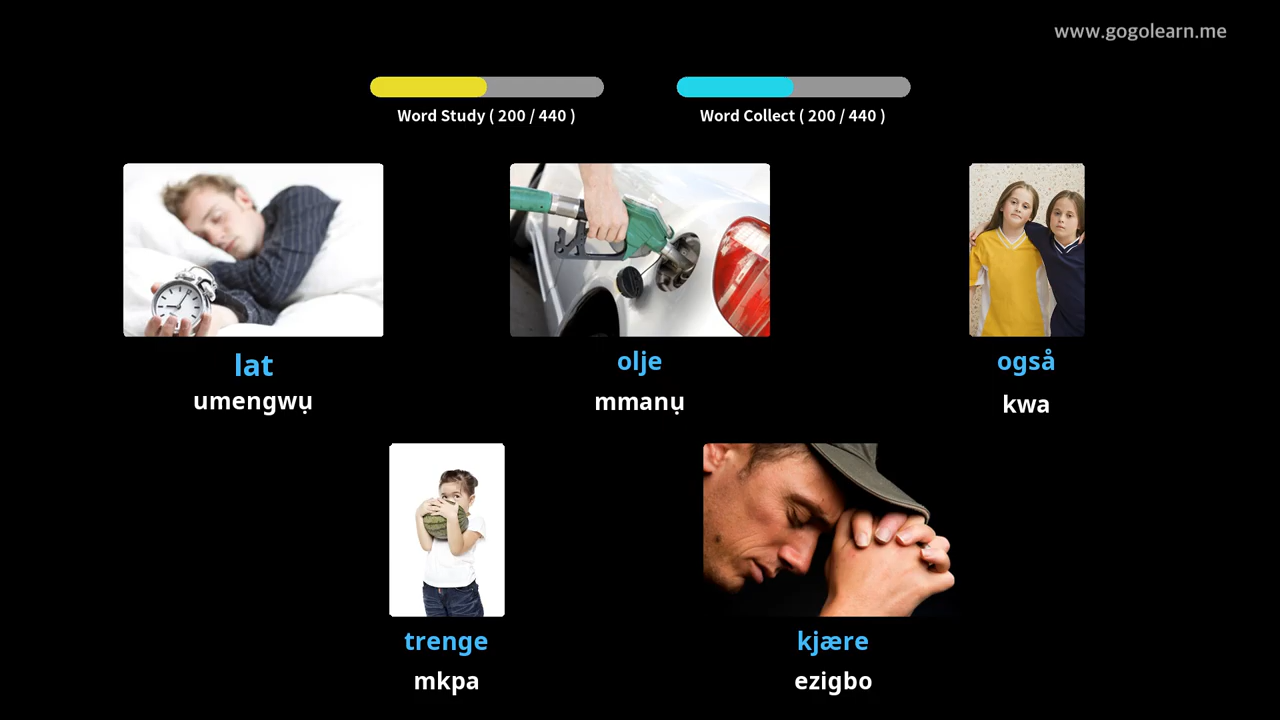 www.gogolearn.me
Word Study ( 200 / 440 )
Word Collect ( 200 / 440 )
lat
umengwụ
olje
mmanụ
også
kwa
trenge
mkpa
kjære
ezigbo